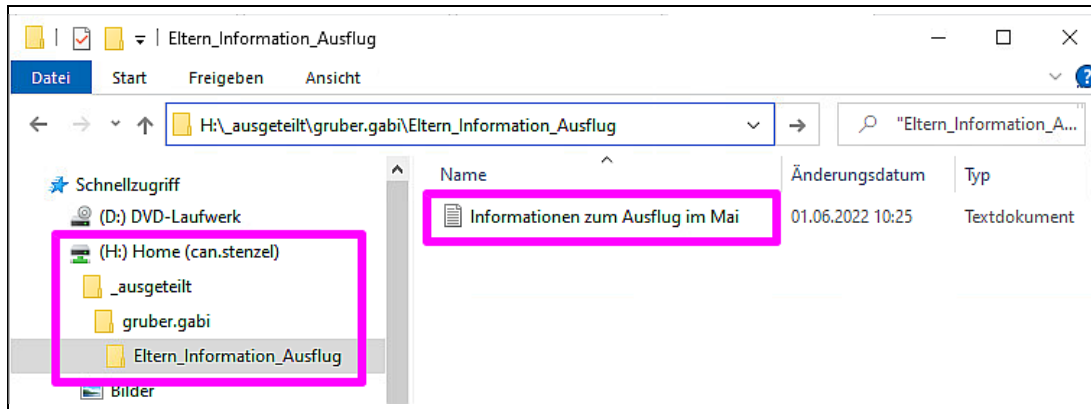 Eltern_Information_Ausflug
Datei Start Freigeben Ansicht
H:\_ausgeteilt\gruber.gabi\Eltern_Information_Ausflug
"Eltern_Information_A...
Schnellzugriff
(D:) DVD-Laufwerk
(H:) Home (can.stenzel)
_ausgeteilt
gruber.gabi
Eltern_Information_Ausflug
Bilder
Name Änderungsdatum Typ
Informationen zum Ausflug im Mai 01.06.2022 10:25 Textdokument